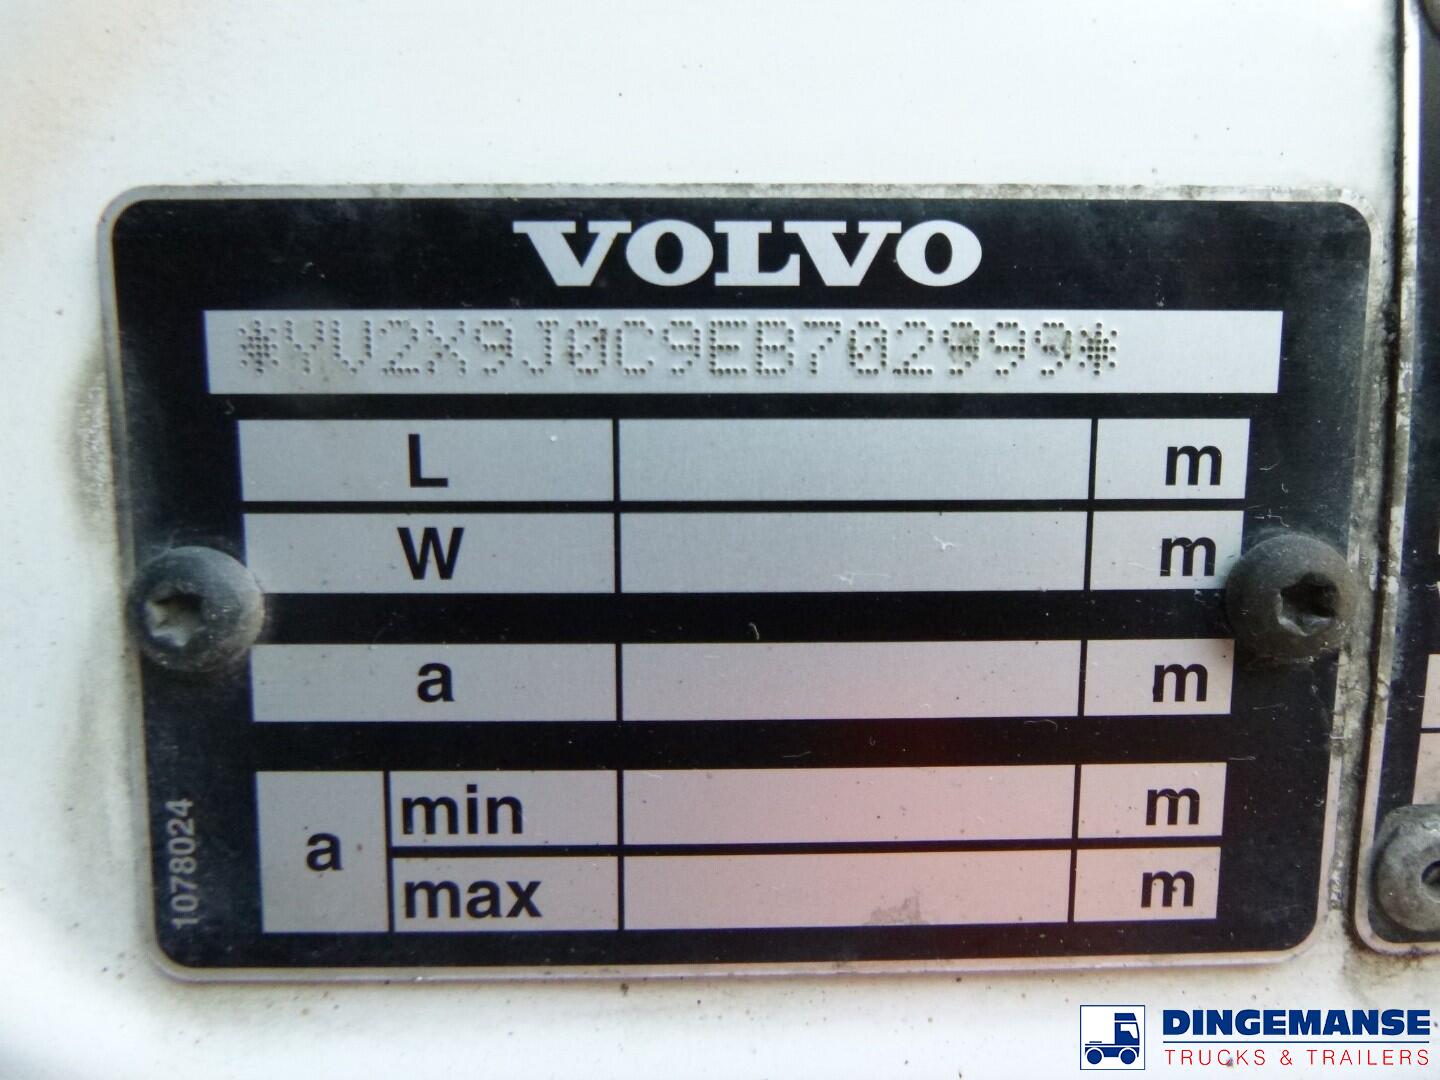 VOLVO
*YV2X9J0C9EB702999*
L m
W m
a m
a min m
max m
1078024
DINGEMANSE
TRUCKS & TRAILERS